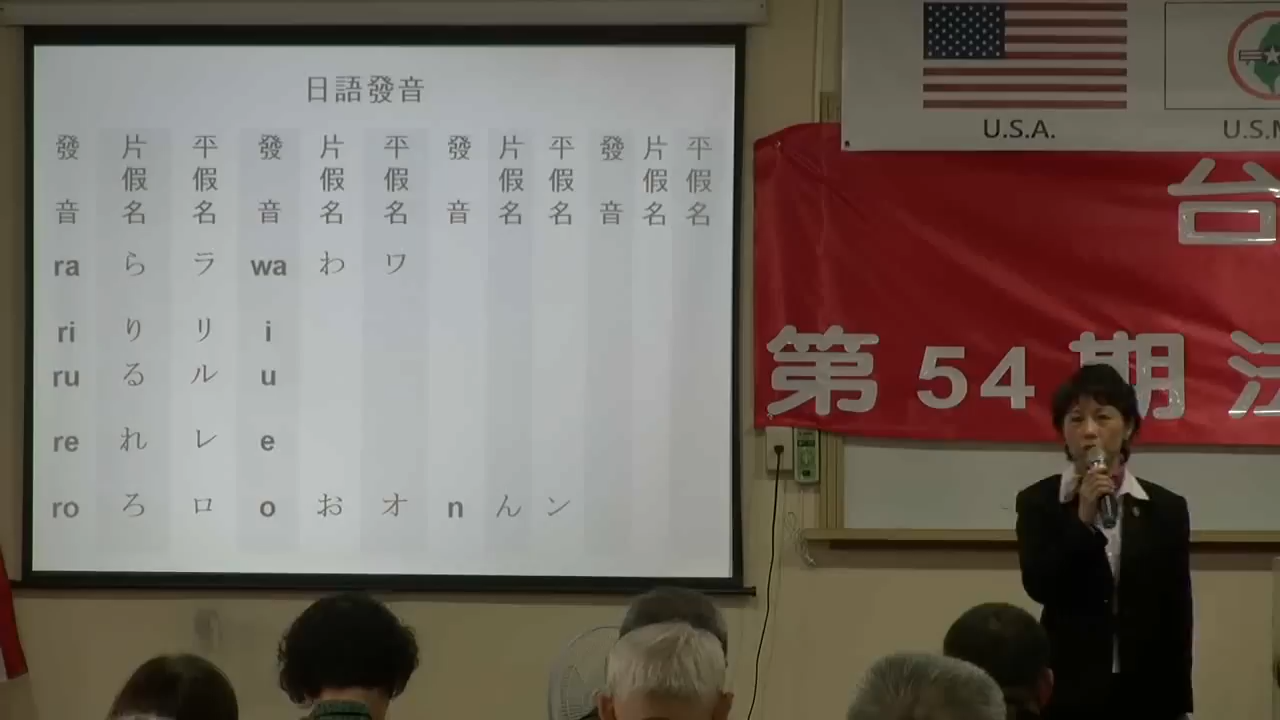 日語發音
發音 片假名 平假名 發音 片假名 平假名 發音 片假名 平假名 發音 片假名 平假名
ra ら ラ wa わ ワ
ri り リ i
ru る ル u
re れ レ e
ro ろ ロ o お オ n ん ン
U.S.A.
U.S.
台
第 54 期 法